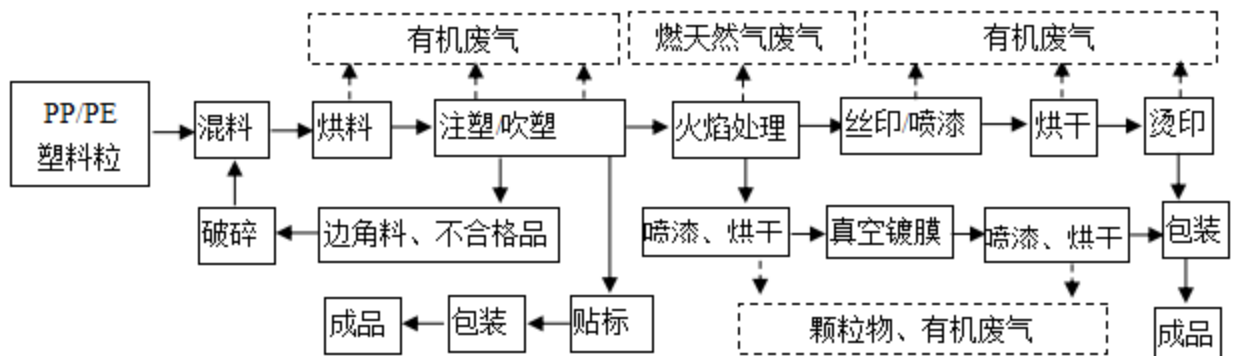 有机废气
燃天然气废气
有机废气
PP/PE
塑料粒
混料
烘料
注塑/吹塑
火焰处理
丝印/喷漆
烘干
烫印
破碎
边角料、不合格品
喷漆、烘干
真空镀膜
喷漆、烘干
包装
成品
包装
贴标
颗粒物、有机废气
成品